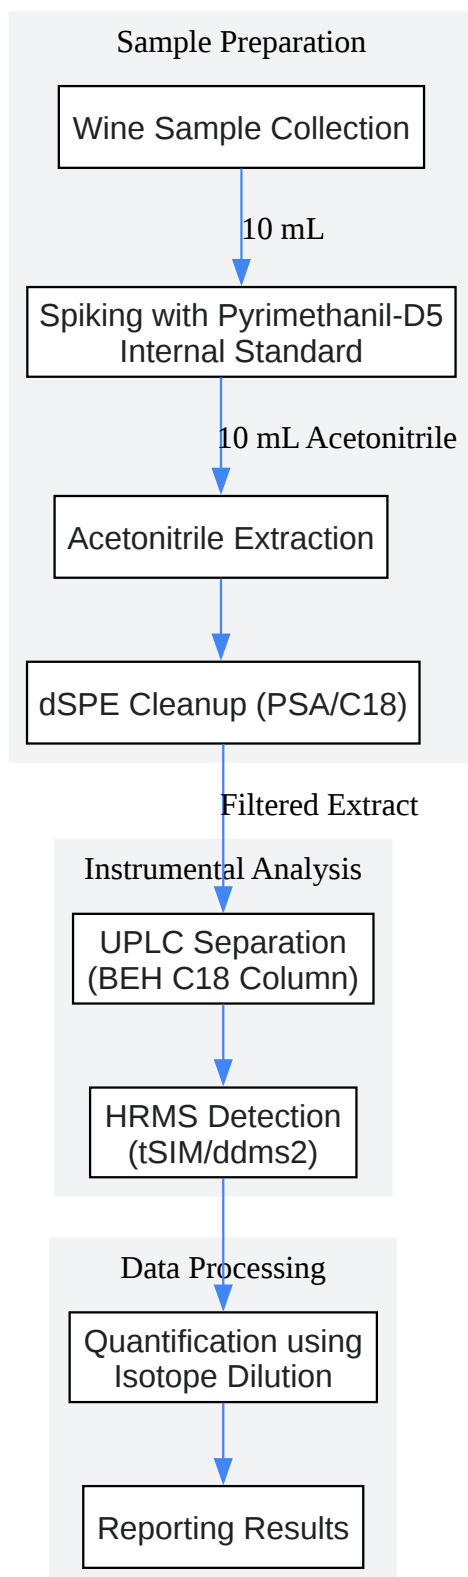 Sample Preparation
Wine Sample Collection
10 mL
Spiking with Pyrimethanil-D5
Internal Standard
10 mL Acetonitrile
Acetonitrile Extraction
dSPE Cleanup (PSA/C18)
Filtered Extract
Instrumental Analysis
UPLC Separation
(BEH C18 Column)
HRMS Detection
(tSIM/ddms2)
Data Processing
Quantification using
Isotope Dilution
Reporting Results